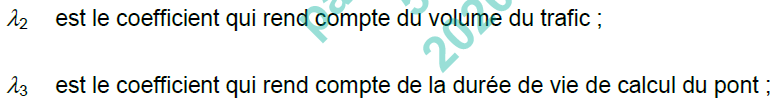 λ2 est le coefficient qui rend compte du volume du trafic ;
λ3 est le coefficient qui rend compte de la durée de vie de calcul du pont ;